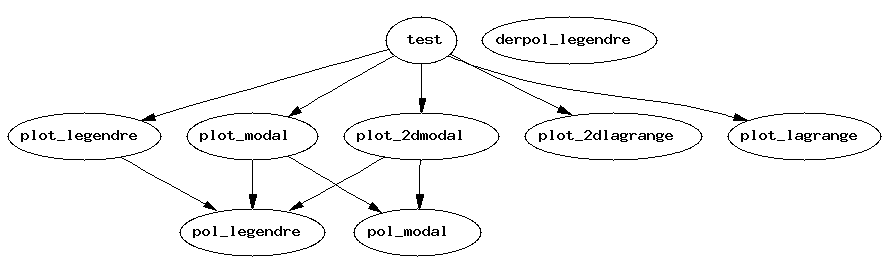 test
derpol_legendre
plot_legendre
plot_modal
plot_2dmodal
plot_2dlagrange
plot_lagrange
pol_legendre
pol_modal